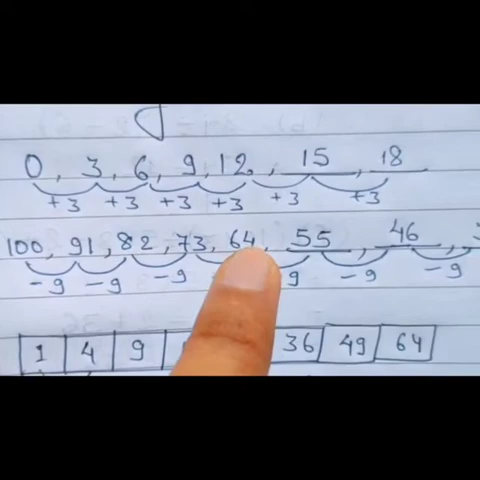 0, 3, 6, 9, 12, 15, 18
+3 +3 +3 +3 +3 +3
100, 91, 82, 73, 64, 55, 46,
-9 -9 -9 9 -9 -9
1 4 9 36 49 64